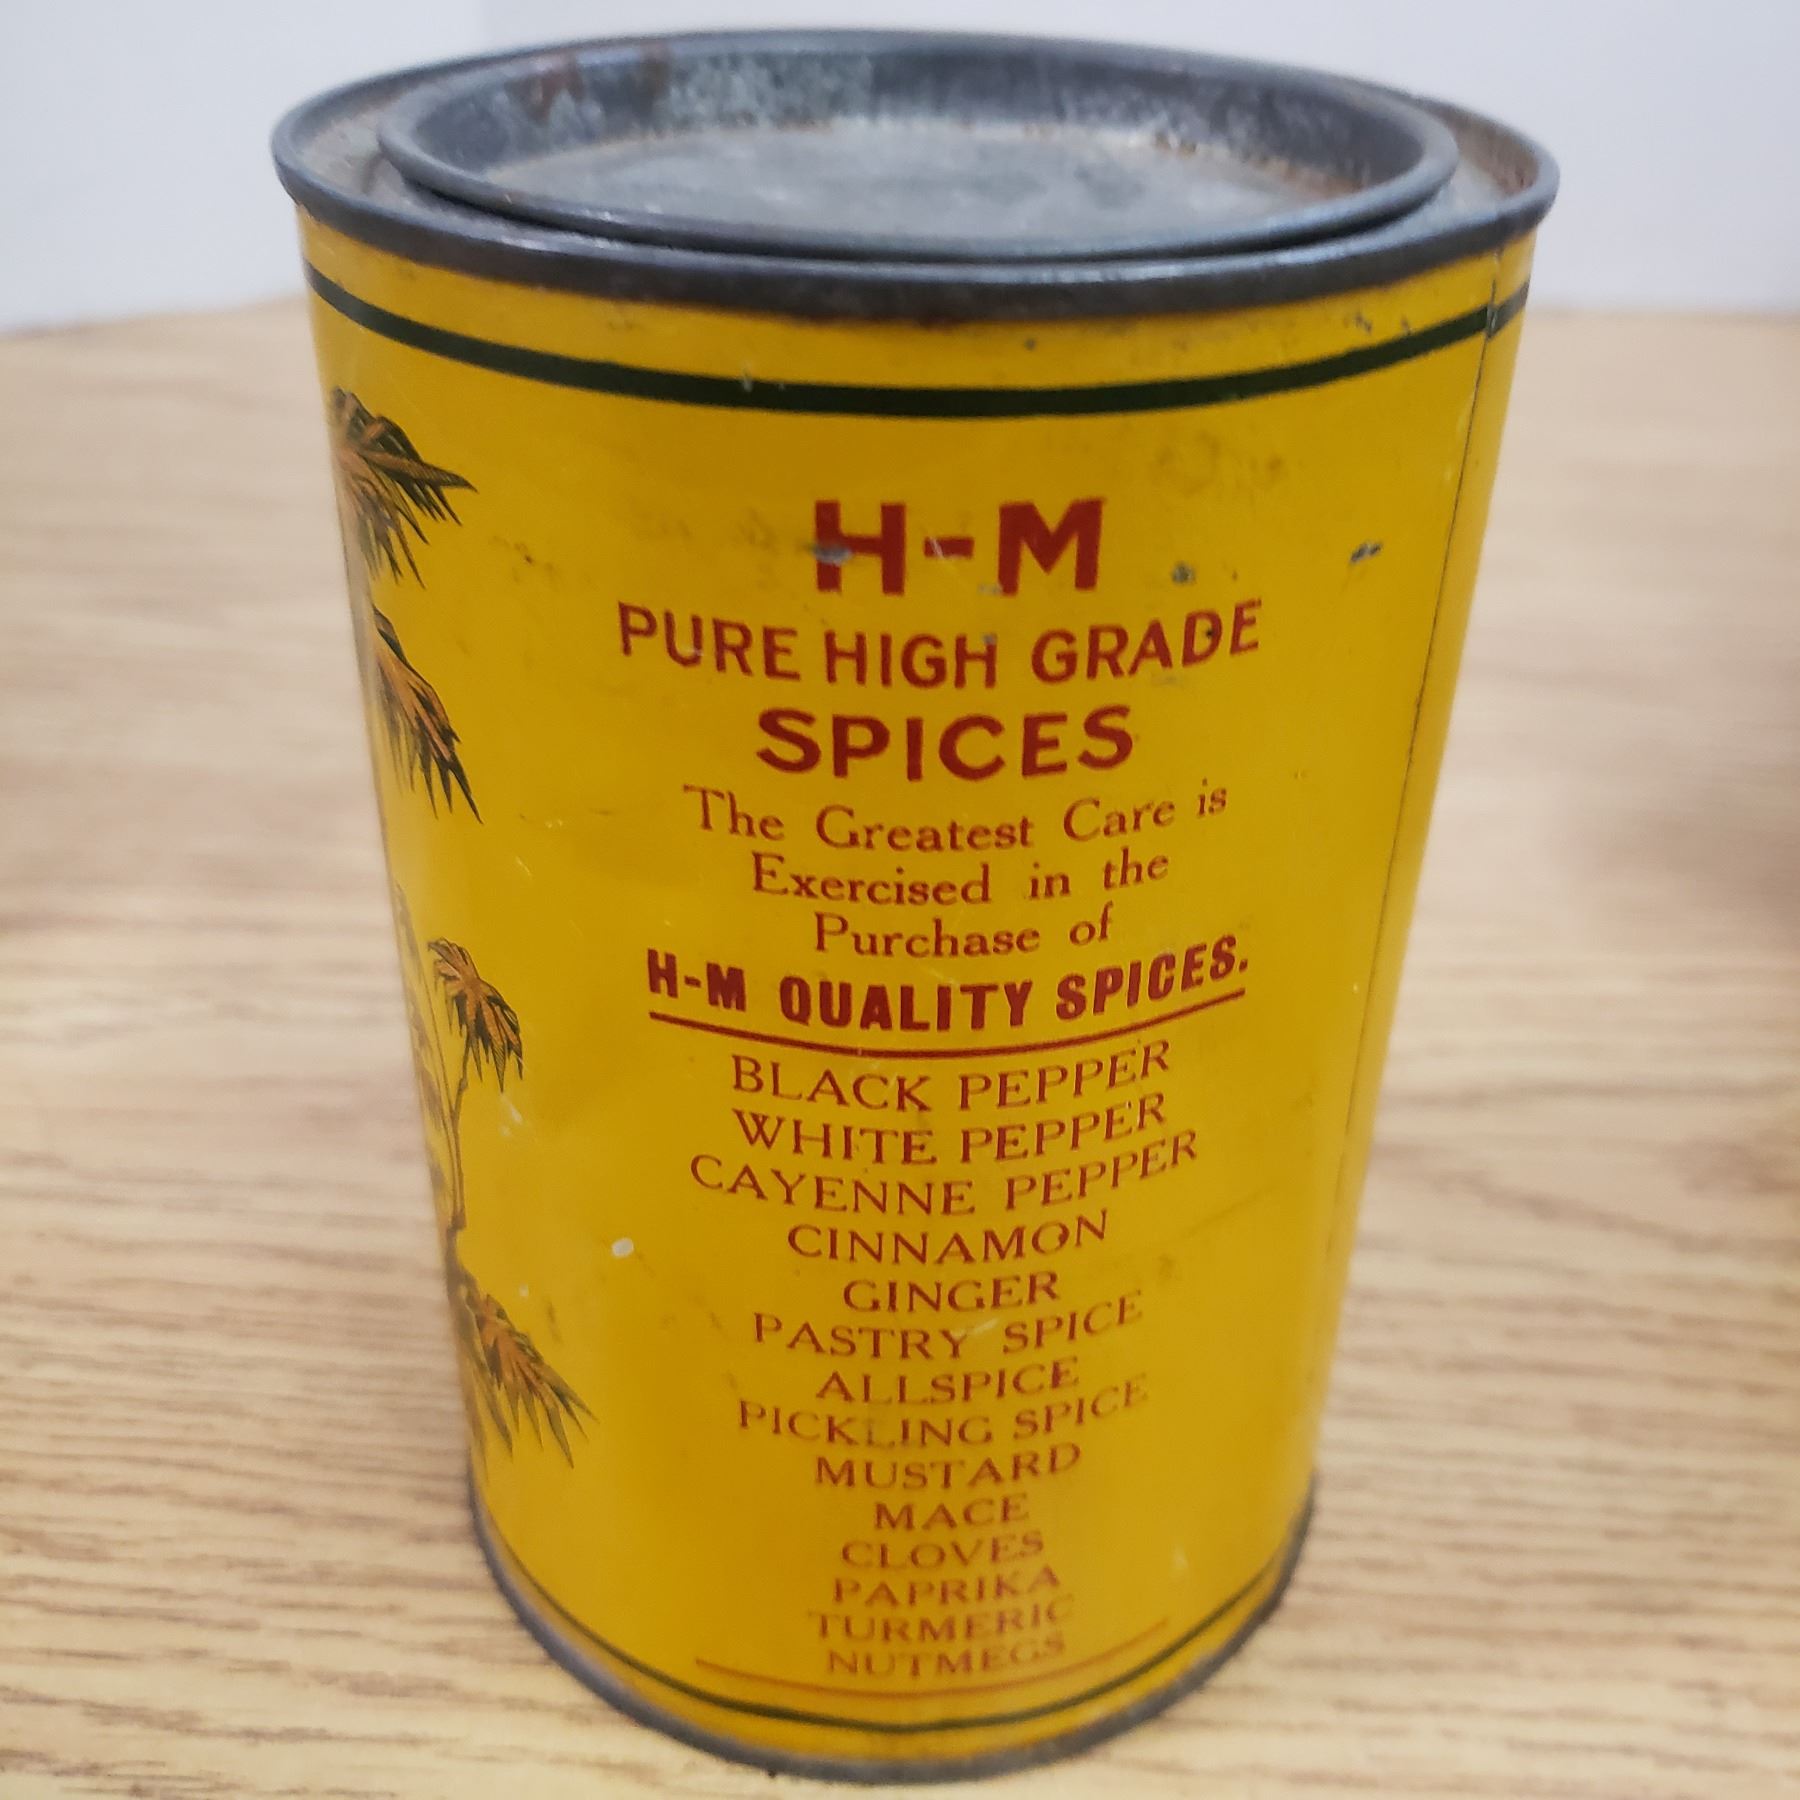 H-M
PURE HIGH GRADE
SPICES
The Greatest Care is
Exercised in the
Purchase of
H-M QUALITY SPICES.
BLACK PEPPER
WHITE PEPPER
CAYENNE PEPPER
CINNAMON
GINGER
PASTRY SPICE
ALLSPICE
PICKLING SPICE
MUSTARD
MACE
CLOVES
PAPRIKA
TURMERIC
NUTMEGS